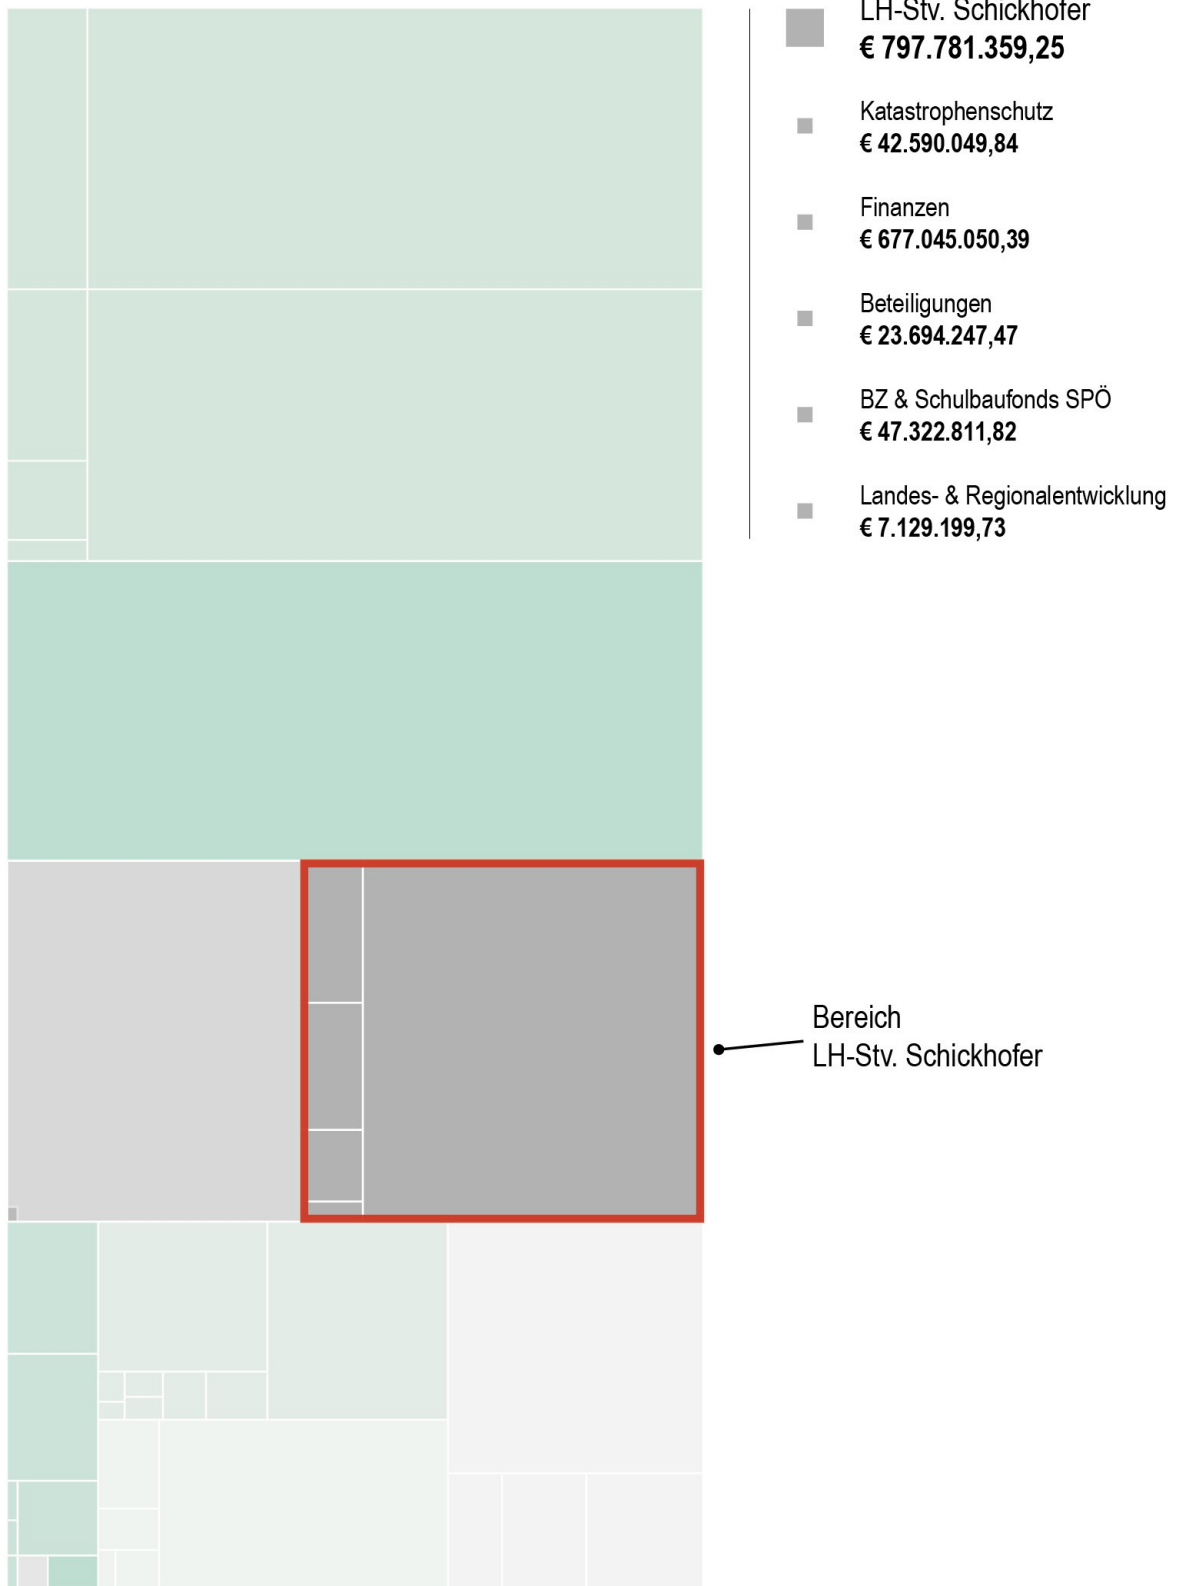 LH-Stv. Schickhofer
€ 797.781.359,25
Katastrophenschutz
€ 42.590.049,84
Finanzen
€ 677.045.050,39
Beteiligungen
€ 23.694.247,47
BZ & Schulbaufonds SPÖ
€ 47.322.811,82
Landes- & Regionalentwicklung
€ 7.129.199,73
Bereich
LH-Stv. Schickhofer